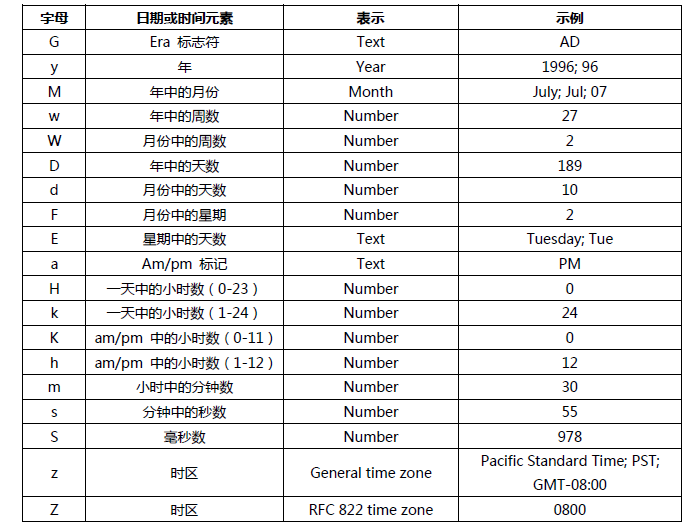 字母 日期或时间元素 表示 示例
G Era 标志符 Text AD
y 年 Year 1996; 96
M 年中的月份 Month July; Jul; 07
w 年中的周数 Number 27
W 月份中的周数 Number 2
D 年中的天数 Number 189
d 月份中的天数 Number 10
F 月份中的星期 Number 2
E 星期中的天数 Text Tuesday; Tue
a Am/pm 标记 Text PM
H 一天中的小时数（0-23） Number 0
k 一天中的小时数（1-24） Number 24
K am/pm 中的小时数（0-11） Number 0
h am/pm 中的小时数（1-12） Number 12
m 小时中的分钟数 Number 30
s 分钟中的秒数 Number 55
S 毫秒数 Number 978
z 时区 General time zone Pacific Standard Time; PST;
GMT-08:00
Z 时区 RFC 822 time zone 0800